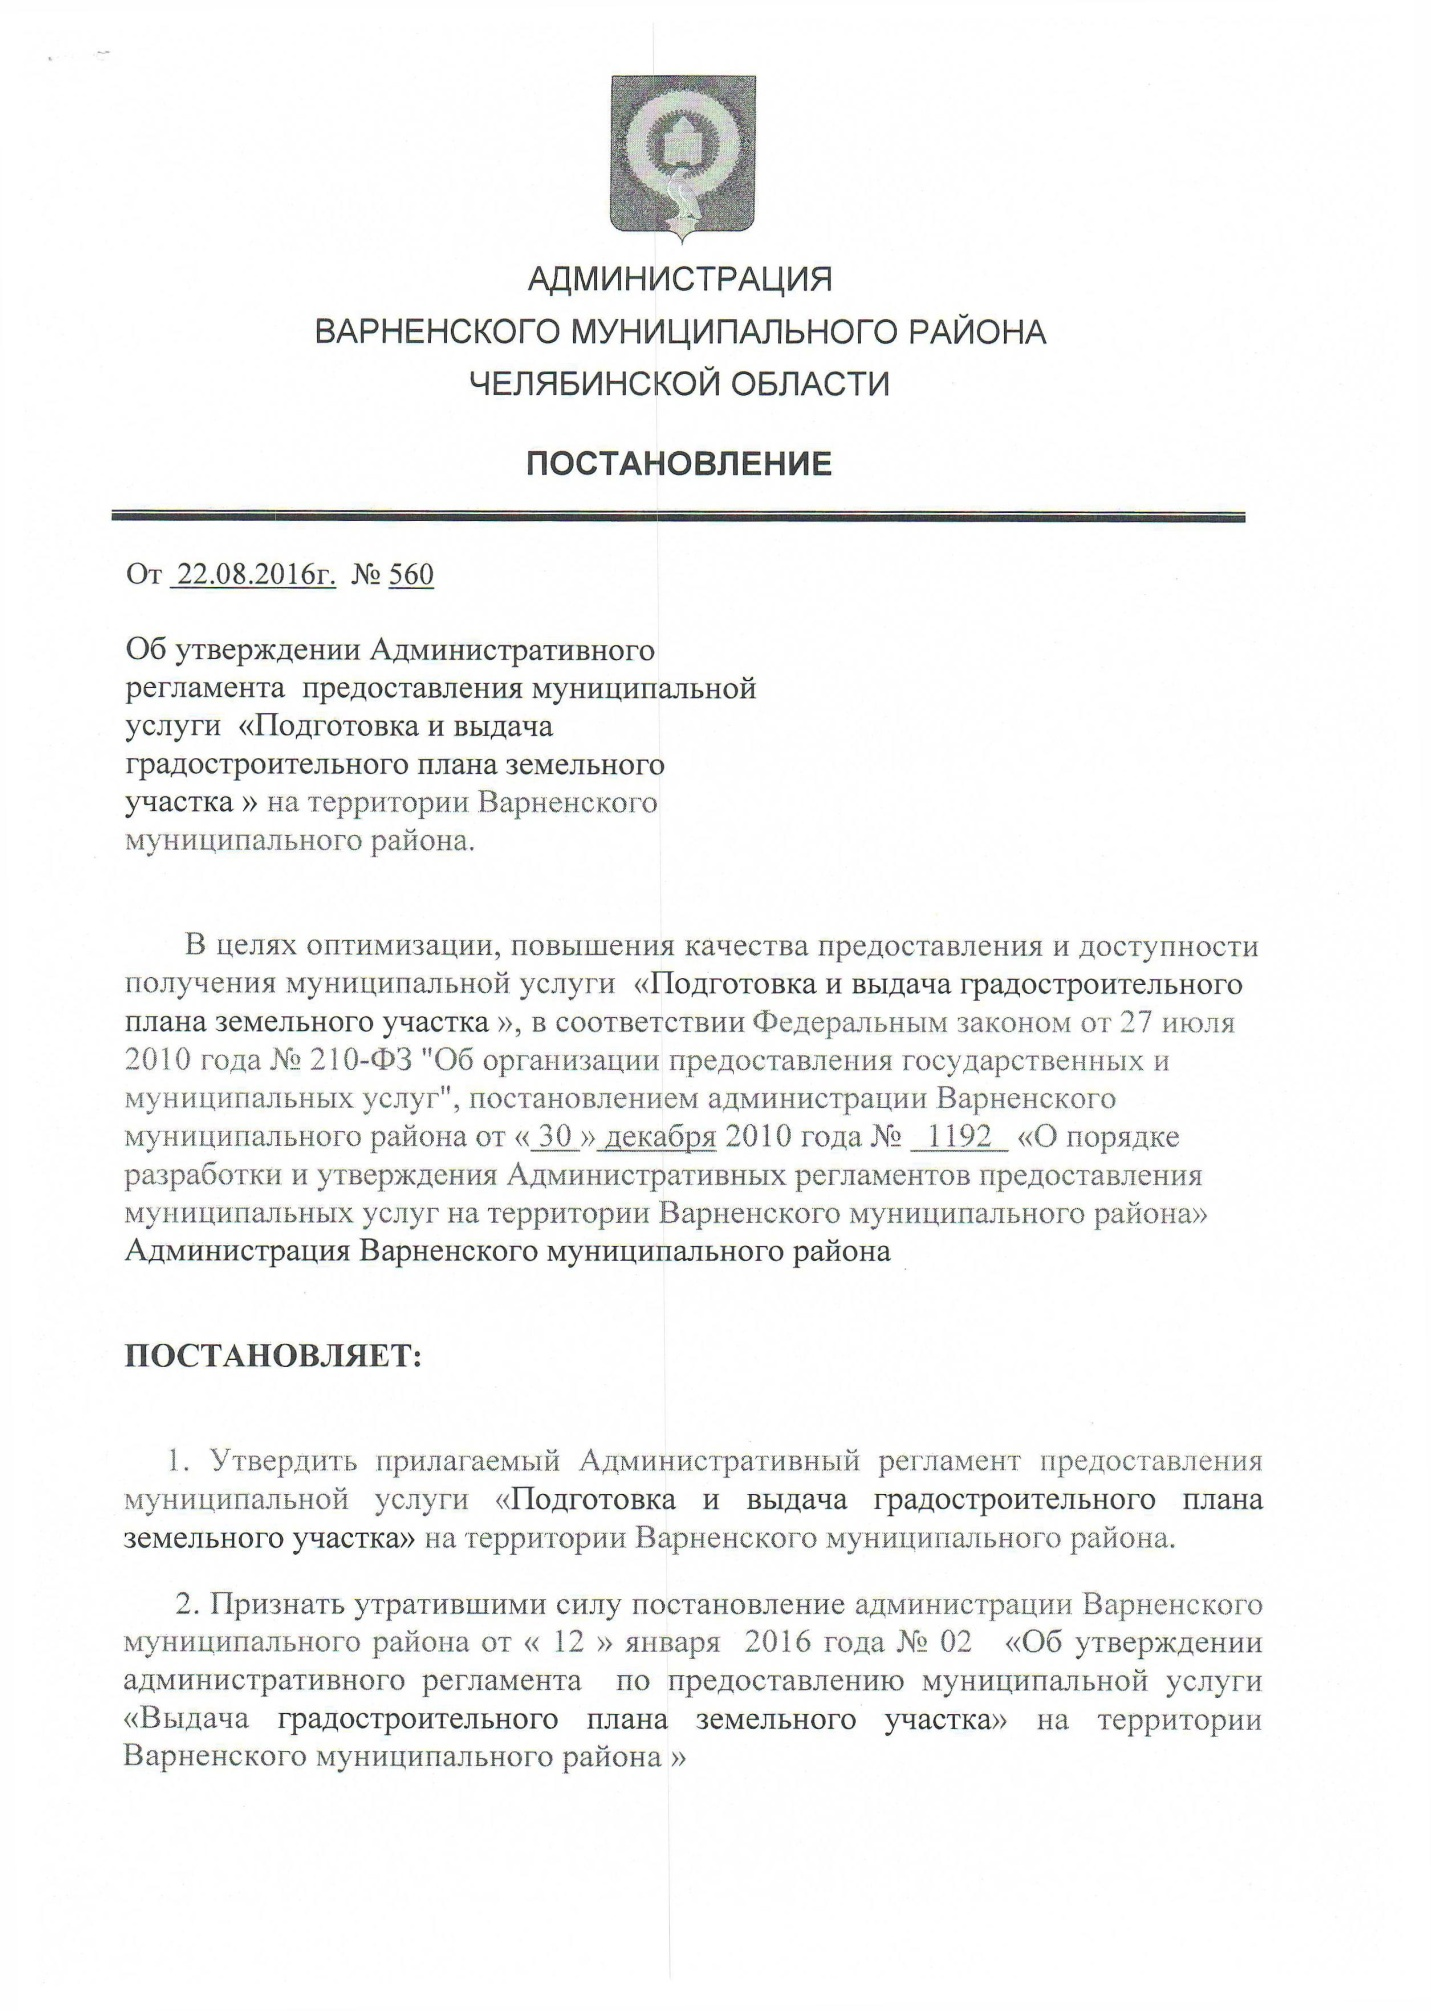 АДМИНИСТРАЦИЯ
ВАРНЕНСКОГО МУНИЦИПАЛЬНОГО РАЙОНА
ЧЕЛЯБИНСКОЙ ОБЛАСТИ
ПОСТАНОВЛЕНИЕ
От 22.08.2016г. № 560
Об утверждении Административного
регламента предоставления муниципальной
услуги «Подготовка и выдача
градостроительного плана земельного
участка » на территории Варненского
муниципального района.
В целях оптимизации, повышения качества предоставления и доступности
получения муниципальной услуги «Подготовка и выдача градостроительного
плана земельного участка », в соответствии Федеральным законом от 27 июля
2010 года № 210-ФЗ "Об организации предоставления государственных и
муниципальных услуг", постановлением администрации Варненского
муниципального района от « 30 » декабря 2010 года № 1192 «О порядке
разработки и утверждения Административных регламентов предоставления
муниципальных услуг на территории Варненского муниципального района»
Администрация Варненского муниципального района
ПОСТАНОВЛЯЕТ:
1. Утвердить прилагаемый Административный регламент предоставления
муниципальной услуги «Подготовка и выдача градостроительного плана
земельного участка» на территории Варненского муниципального района.
2. Признать утратившими силу постановление администрации Варненского
муниципального района от « 12 » января 2016 года № 02 «Об утверждении
административного регламента по предоставлению муниципальной услуги
«Выдача градостроительного плана земельного участка» на территории
Варненского муниципального района »